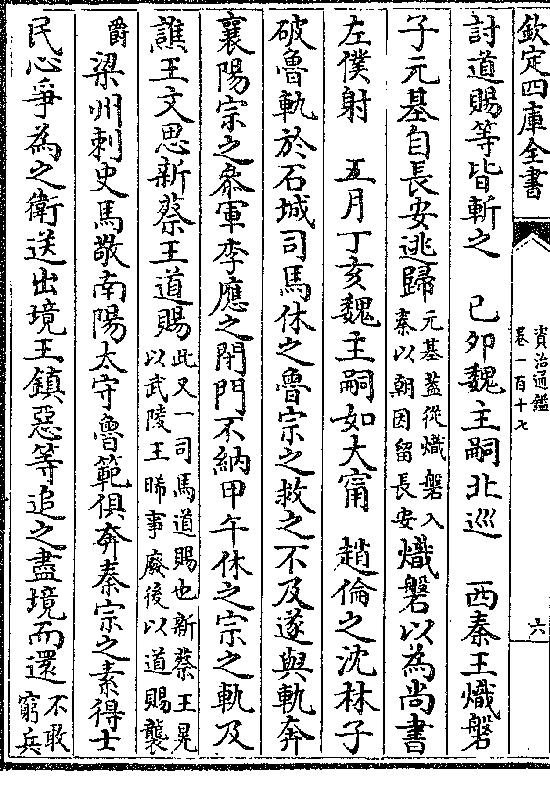 欽定四庫全書
資治通鑑
卷一百十七
六
討道賜等皆斬之　己卯魏主嗣北巡　西秦王熾磐
子元基自長安逃歸元基蓋從熾磐入秦以朝因留長安熾磐以為尚書
左僕射　五月丁亥魏主嗣如大甯　趙倫之沈林子
破魯軌於石城司馬休之魯宗之救之不及遂與軌奔
襄陽宗之參軍李應之閉門不納甲午休之宗之軌及
譙王文思新蔡王道賜此又一司馬道賜也新蔡王晃以武陵王晞事廢後以道賜襲
爵梁州刺史馬敬南陽太守魯範俱奔秦宗之素得士
民心爭為之衛送出境王鎮惡等追之盡境而還不敢窮兵